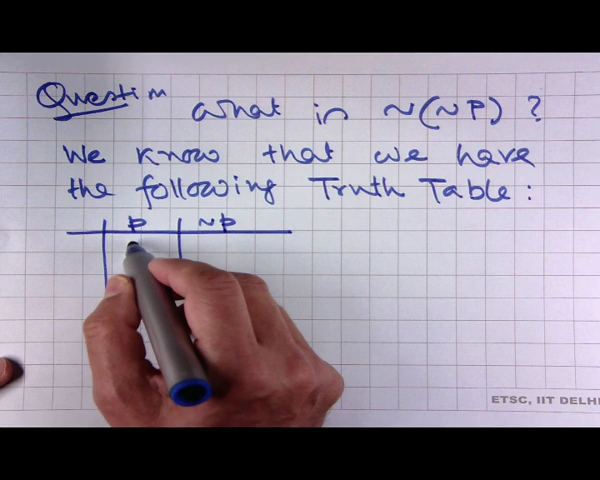 Question What is ~(~P) ?
We know that we have
the following Truth Table :
P ~P
ETSC, IIT DELHI